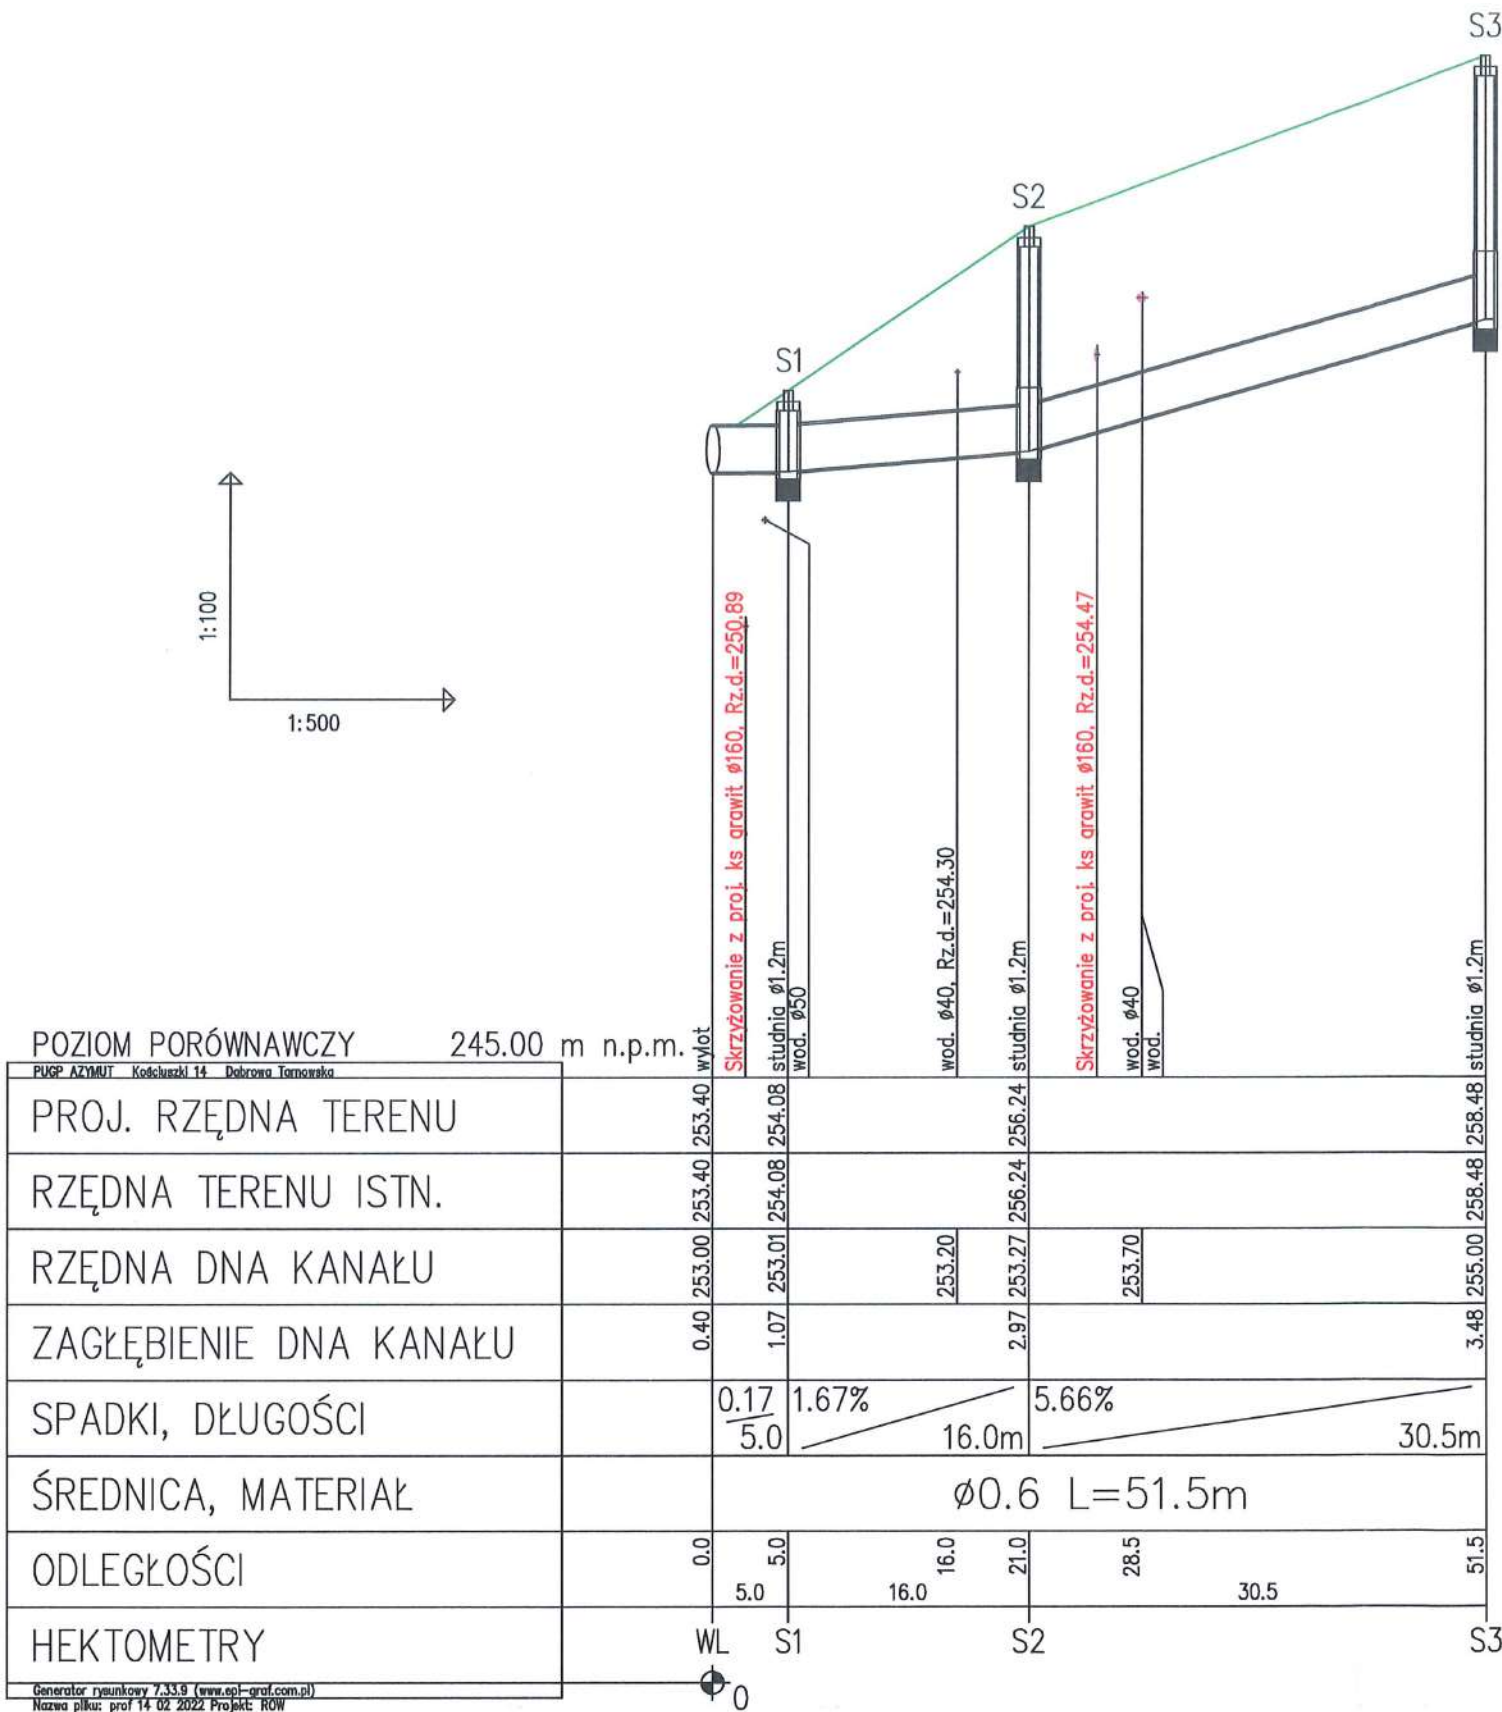 S3
S2
S1
1:100
1:500
Skrzyżowanie z proj. ks grawit ø160, Rz.d.=250.89
studnia ø1.2m
wod. ø50
wod. ø40, Rz.d.=254.30
studnia ø1.2m
Skrzyżowanie z proj. ks grawit ø160, Rz.d.=254.47
wod. ø40
wod.
studnia ø1.2m
wylot
POZIOM PORÓWNAWCZY 245.00 m n.p.m.
PUGP AZYMUT Kościuszki 14 Dąbrowa Tarnowska
PROJ. RZĘDNA TERENU 253.40 254.08 256.24 258.48
RZĘDNA TERENU ISTN. 253.40 254.08 256.24 258.48
RZĘDNA DNA KANAŁU 253.00 253.01 253.20 253.27 253.70 255.00
ZAGŁĘBIENIE DNA KANAŁU 0.40 1.07 2.97 3.48
SPADKI, DŁUGOŚCI 0.17 1.67% 5.66%
5.0 16.0m 30.5m
ŚREDNICA, MATERIAŁ ø0.6 L=51.5m
ODLEGŁOŚCI 0.0 5.0 16.0 21.0 28.5 51.5
5.0 16.0 30.5
HEKTOMETRY WL S1 S2 S3
0
Generator rysunkowy 7.33.9 (www.epi-graf.com.pl)
Nazwa pliku: prof 14 02 2022 Projekt: ROW